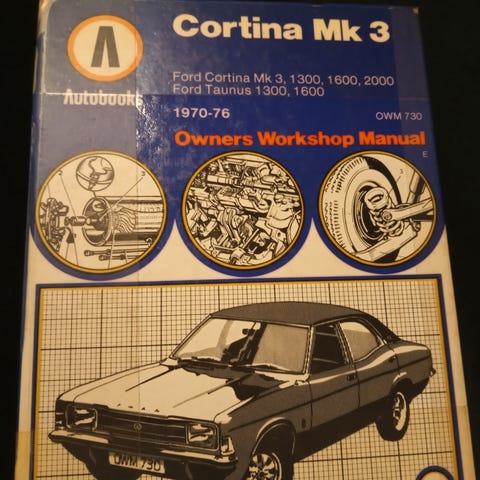 Cortina Mk 3
Ford Cortina Mk 3, 1300, 1600, 2000
Ford Taunus 1300, 1600
Autobooks
1970-76
OWM 730
Owners Workshop Manual
E
FORD
OWM 730